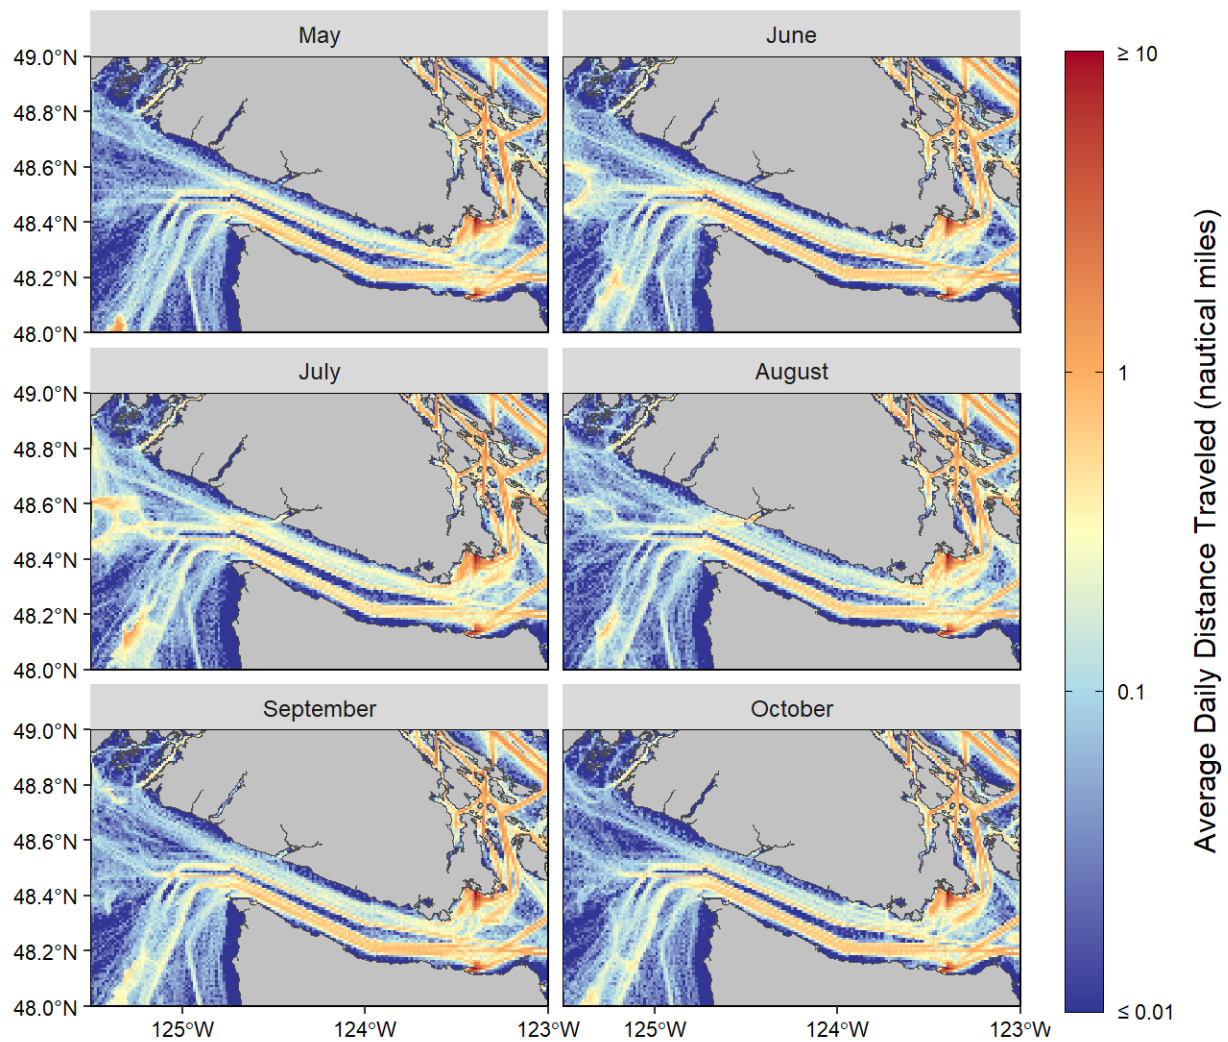 May
June
49.0°N
48.8°N
48.6°N
48.4°N
48.2°N
48.0°N
July
August
49.0°N
48.8°N
48.6°N
48.4°N
48.2°N
48.0°N
September
October
49.0°N
48.8°N
48.6°N
48.4°N
48.2°N
48.0°N
125°W
124°W
123°W
125°W
124°W
123°W
≥ 10
1
0.1
≤ 0.01
Average Daily Distance Traveled (nautical miles)